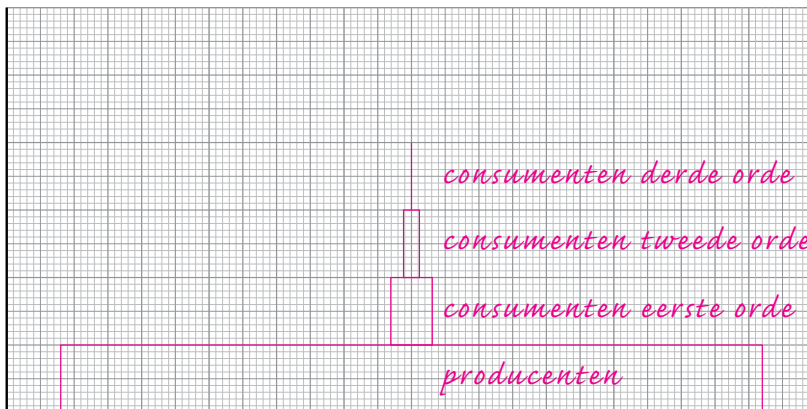 consumenten derde orde
consumenten tweede orde
consumenten eerste orde
producenten